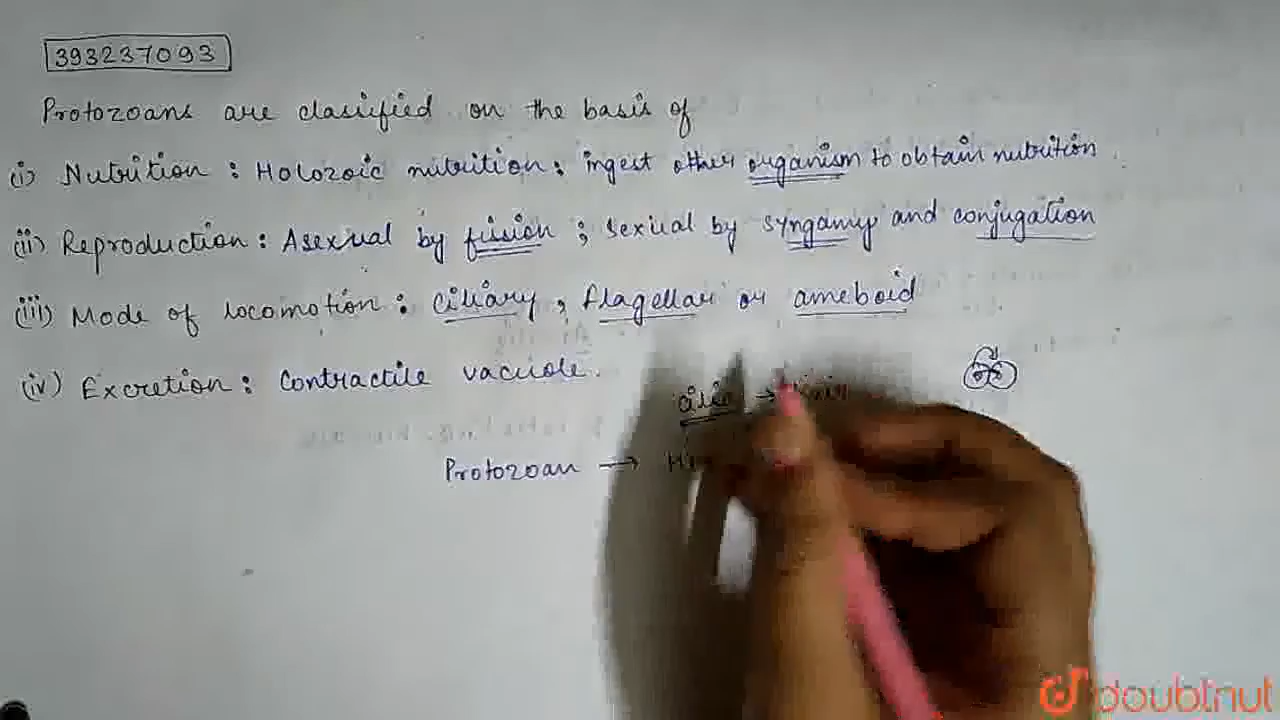 393237093
Protozoans are classified on the basis of
(i) Nutrition : Holozoic nutrition : ingest other organism to obtain nutrition
(ii) Reproduction : Asexual by fission ; sexual by syngamy and conjugation
(iii) Mode of locomotion : Ciliary , flagellar or ameboid
(iv) Excretion : Contractile vacuole .
→
Protozoan →
doubtnut